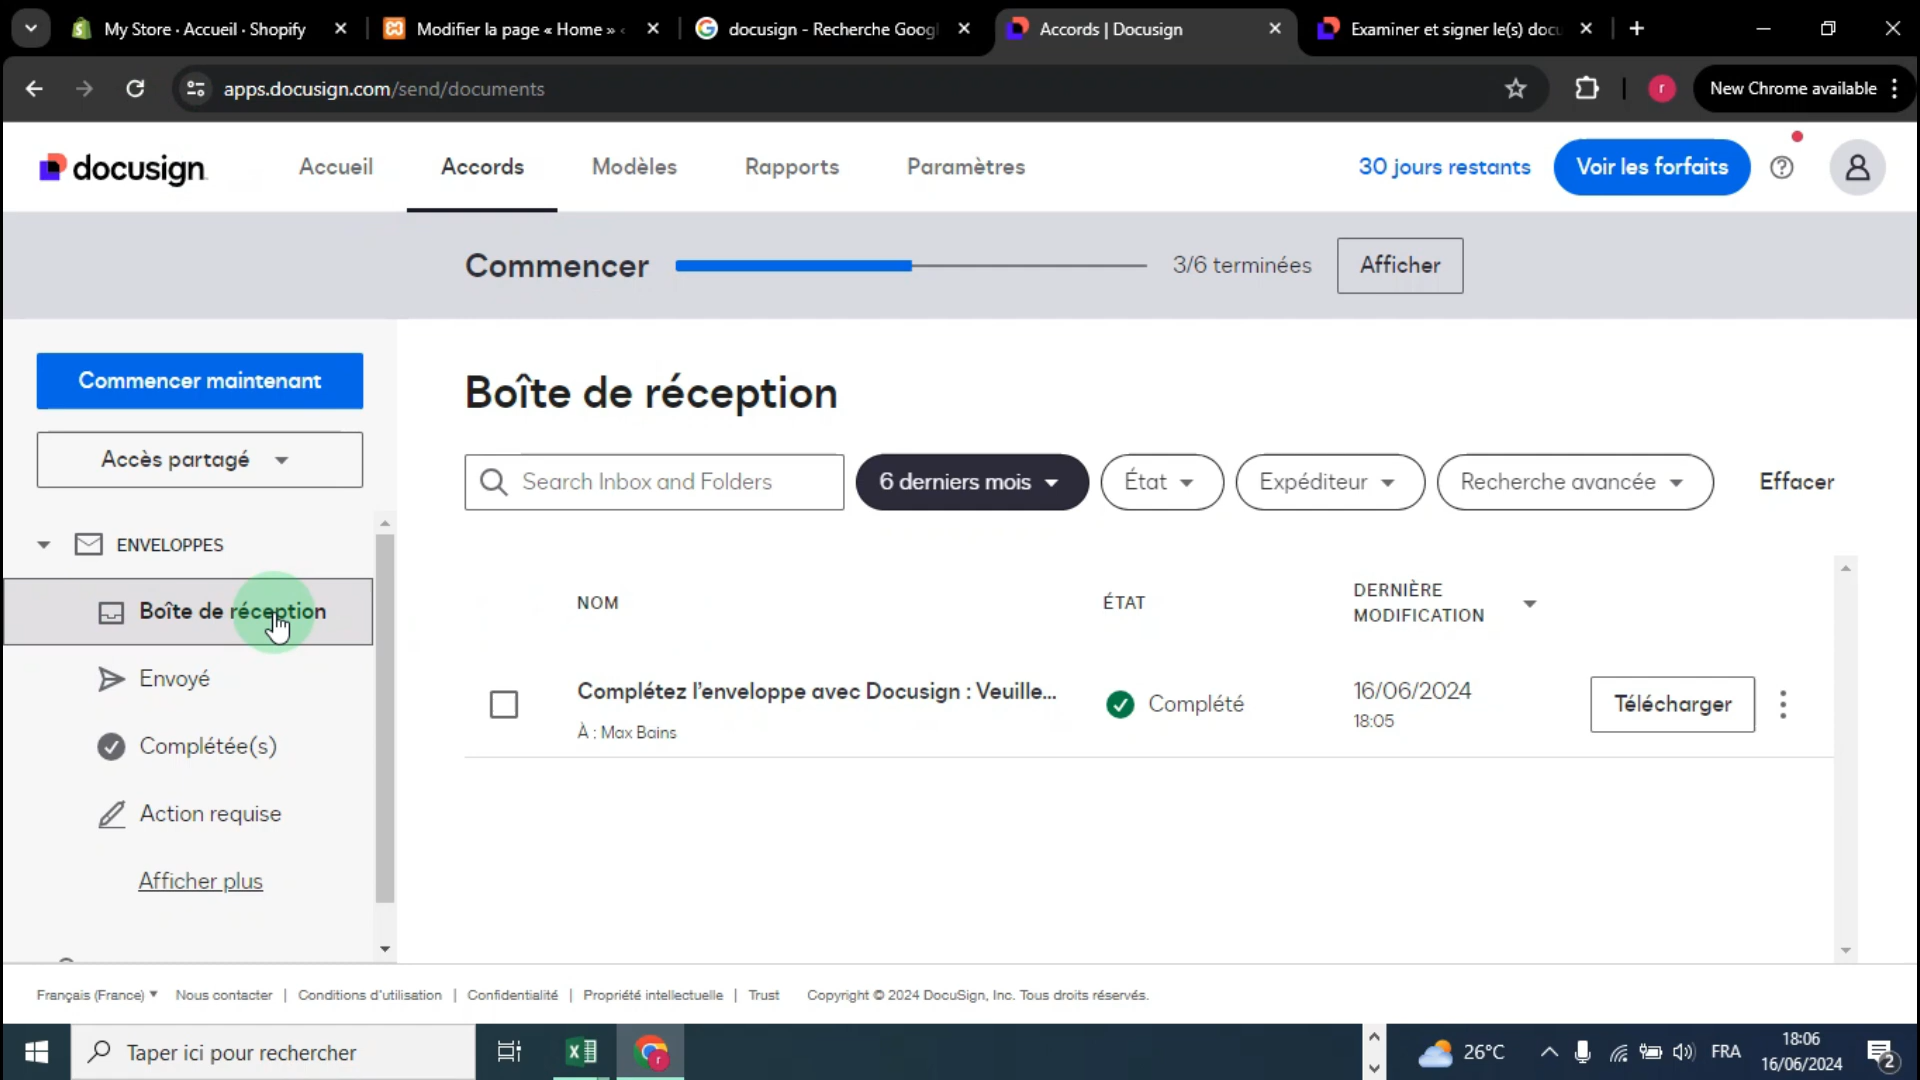 My Store · Accueil · Shopify
Modifier la page « Home » ‹
docusign - Recherche Googl
Accords | Docusign
Examiner et signer le(s) docu
apps.docusign.com/send/documents
r
New Chrome available
docusign
Accueil
Accords
Modèles
Rapports
Paramètres
30 jours restants
Voir les forfaits
Commencer
3/6 terminées
Afficher
Commencer maintenant
Accès partagé
ENVELOPPES
Boîte de réception
Envoyé
Complétée(s)
Action requise
Afficher plus
Boîte de réception
Search Inbox and Folders
6 derniers mois
État
Expéditeur
Recherche avancée
Effacer
NOM
ÉTAT
DERNIÈRE
MODIFICATION
Complétez l'enveloppe avec Docusign : Veuille...
À : Max Bains
Complété
16/06/2024
18:05
Télécharger
Français (France)
Nous contacter | Conditions d'utilisation | Confidentialité | Propriété intellectuelle | Trust
Copyright © 2024 DocuSign, Inc. Tous droits réservés.
Taper ici pour rechercher
26°C
FRA
18:06
16/06/2024
2